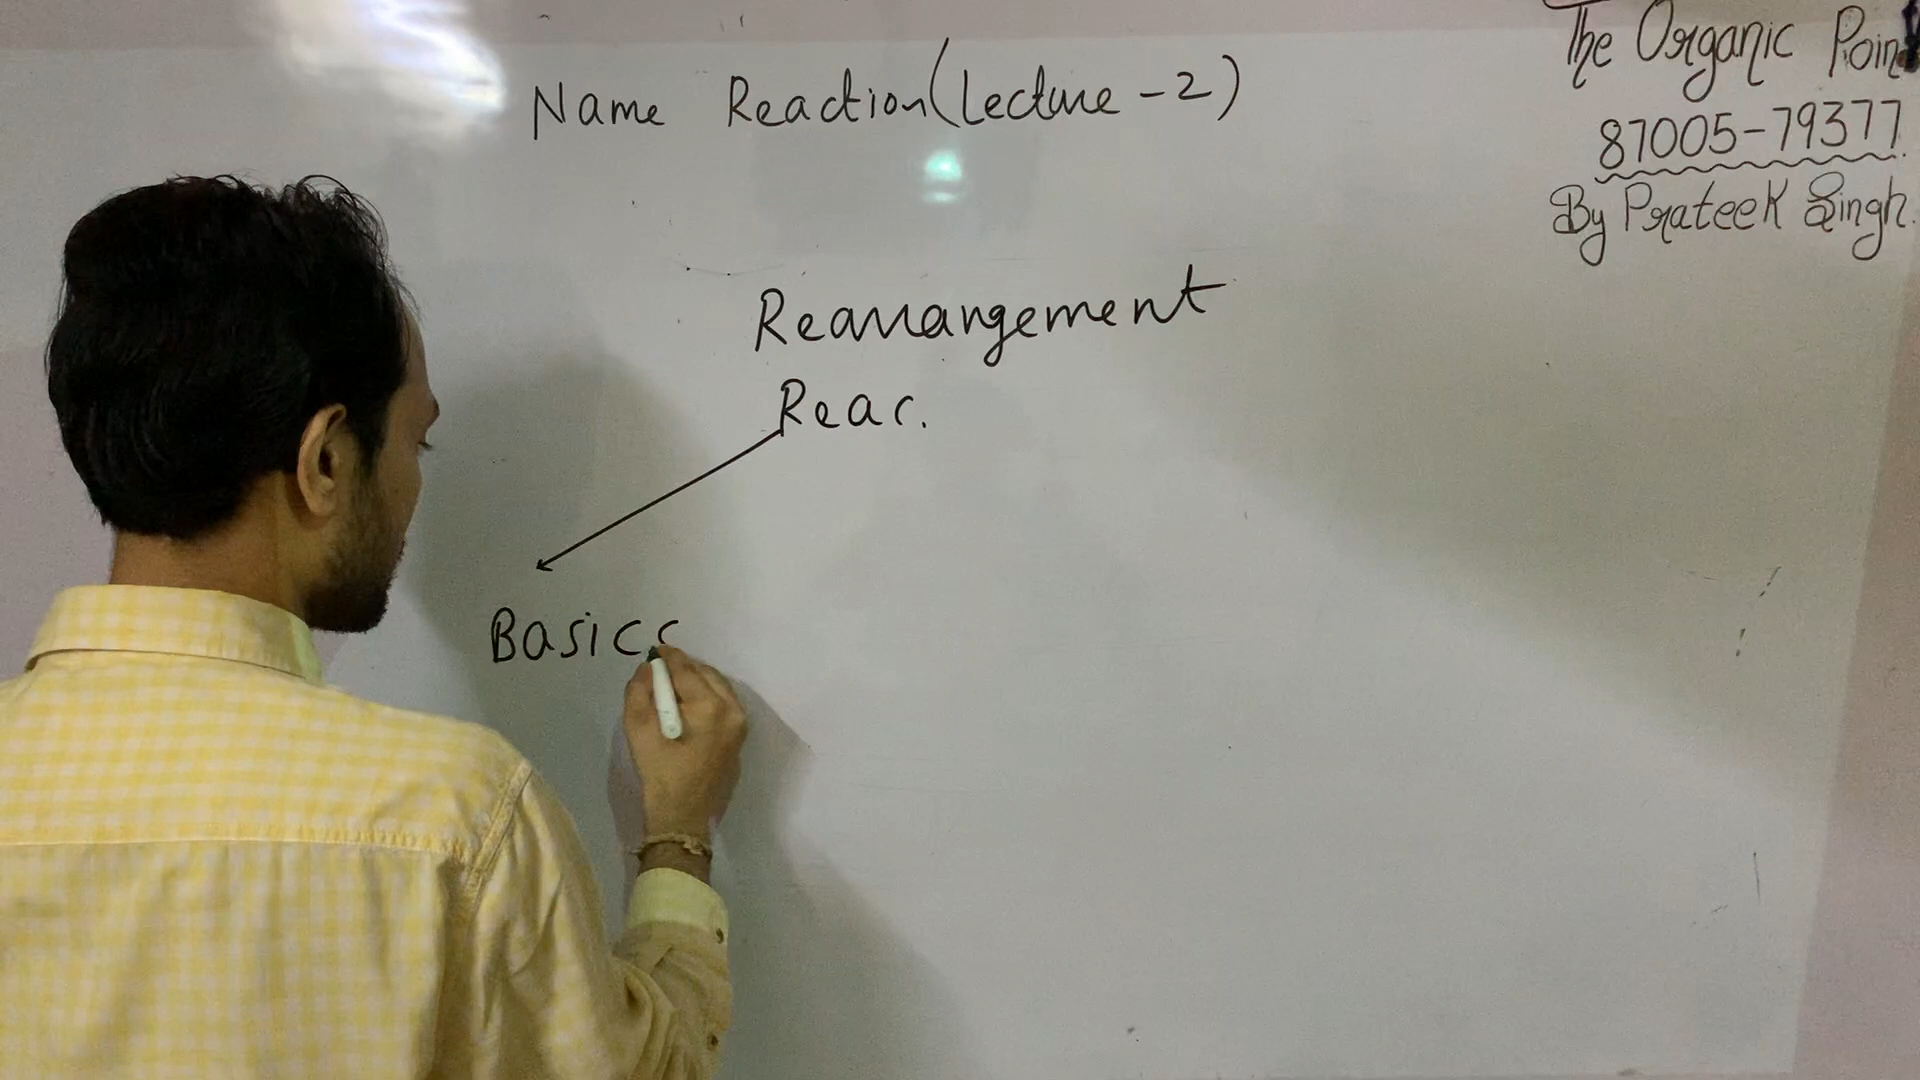 Name Reaction (Lecture - 2)
The Organic Point
87005-79377
By Prateek Singh.
Rearrangement
Reac.
Basics